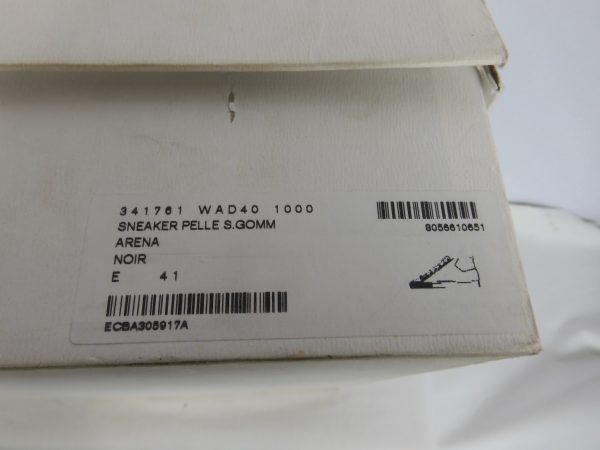 341761 WAD40 1000
SNEAKER PELLE S.GOMM
ARENA
NOIR
E 41
ECBA305917A
8056610651